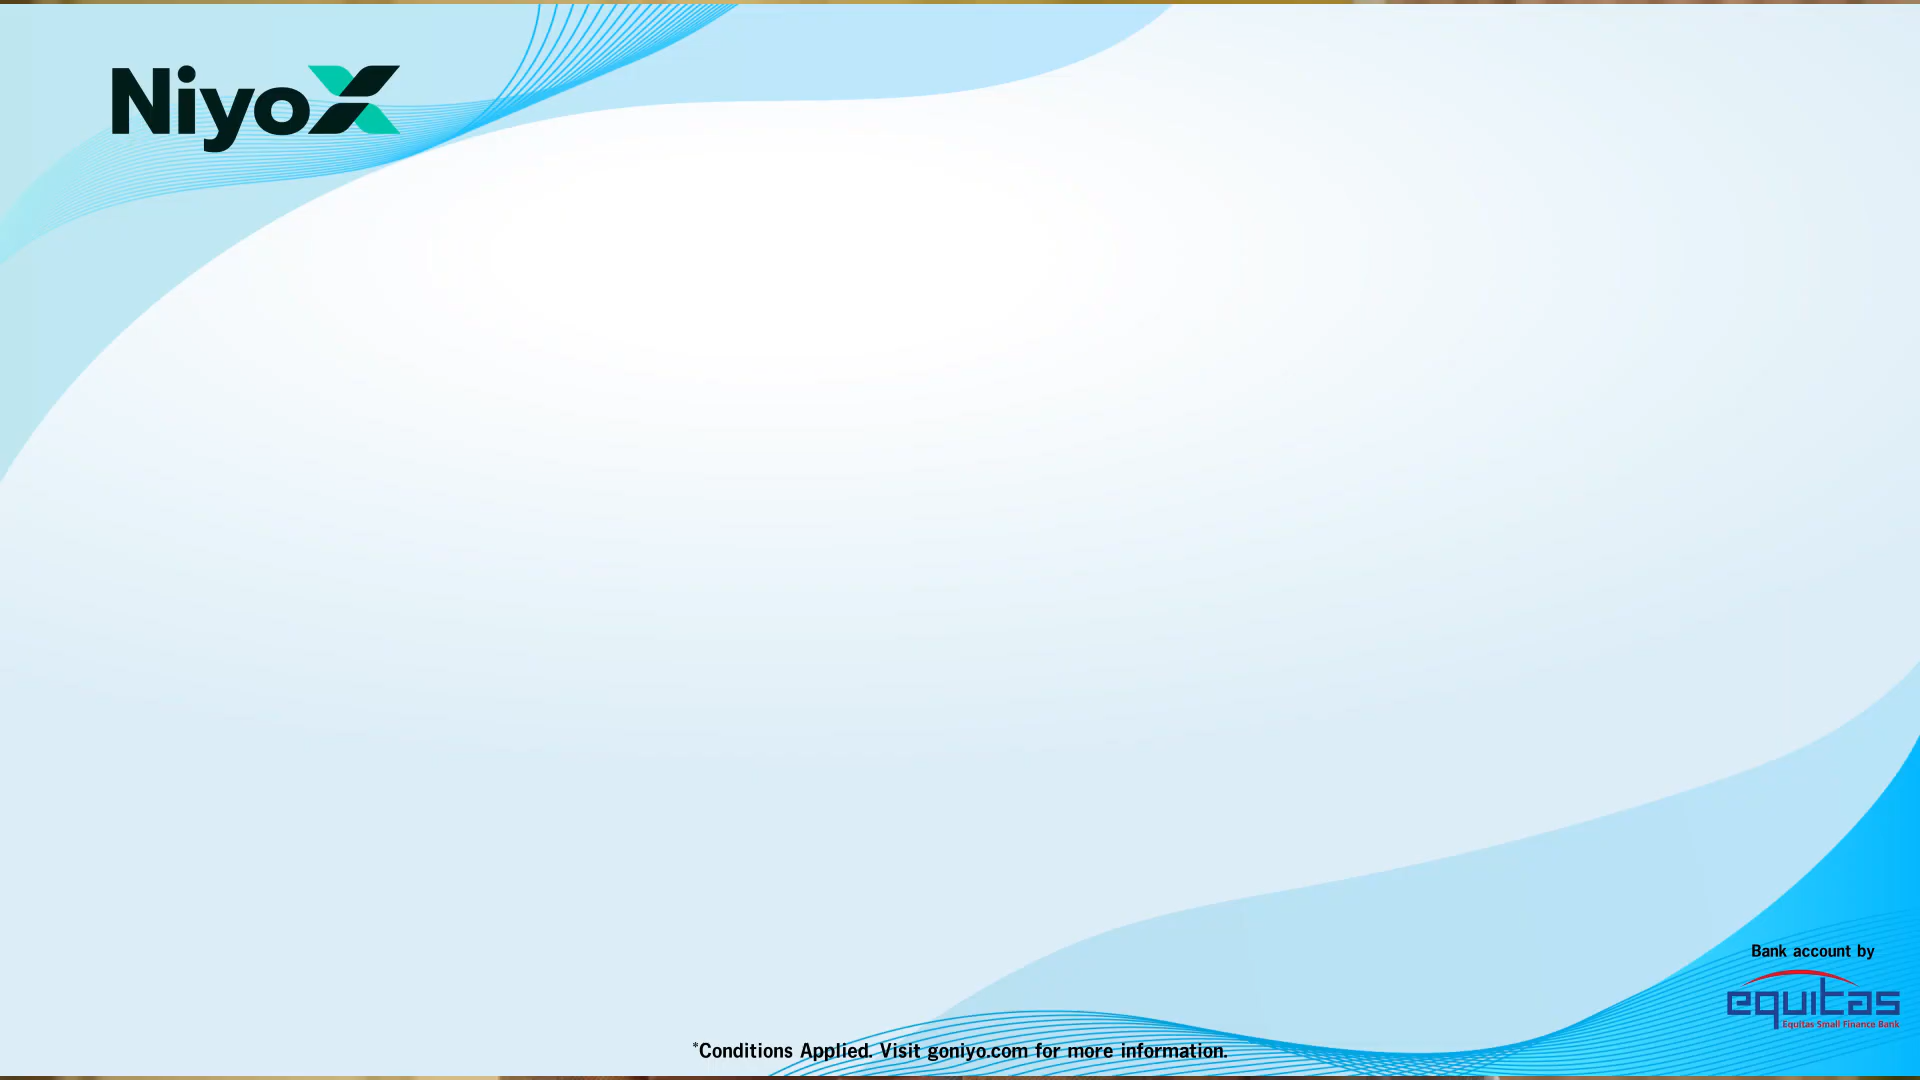 NiyoX
Bank account by
equitas
Equitas Small Finance Bank
*Conditions Applied. Visit goniyo.com for more information.